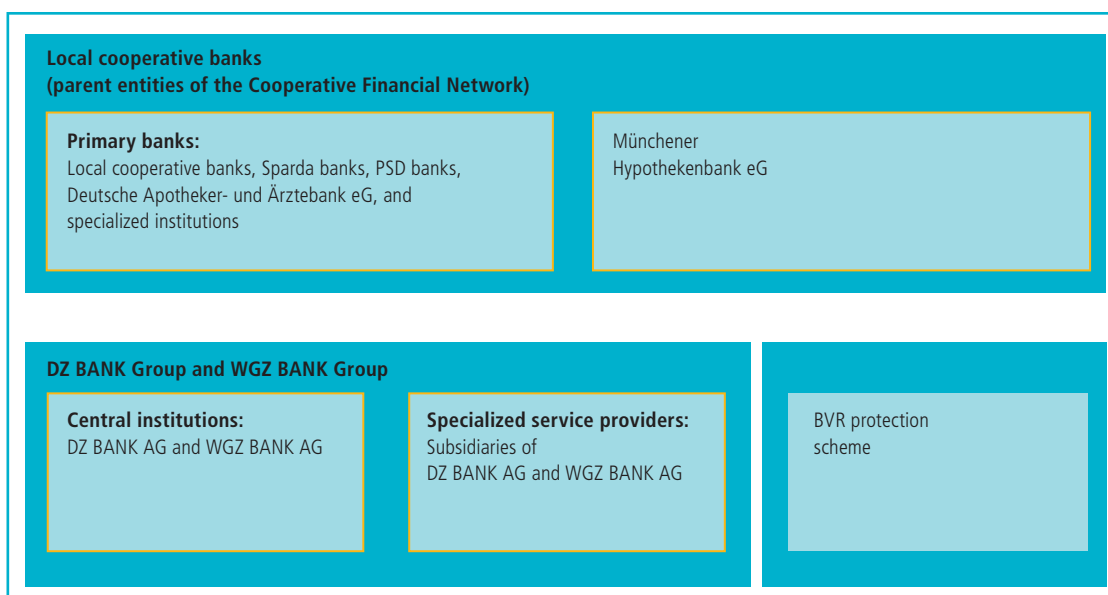 Local cooperative banks
(parent entities of the Cooperative Financial Network)
Primary banks:
Local cooperative banks, Sparda banks, PSD banks,
Deutsche Apotheker- und Ärztebank eG, and
specialized institutions
Münchener
Hypothekenbank eG
DZ BANK Group and WGZ BANK Group
Central institutions:
DZ BANK AG and WGZ BANK AG
Specialized service providers:
Subsidiaries of
DZ BANK AG and WGZ BANK AG
BVR protection
scheme